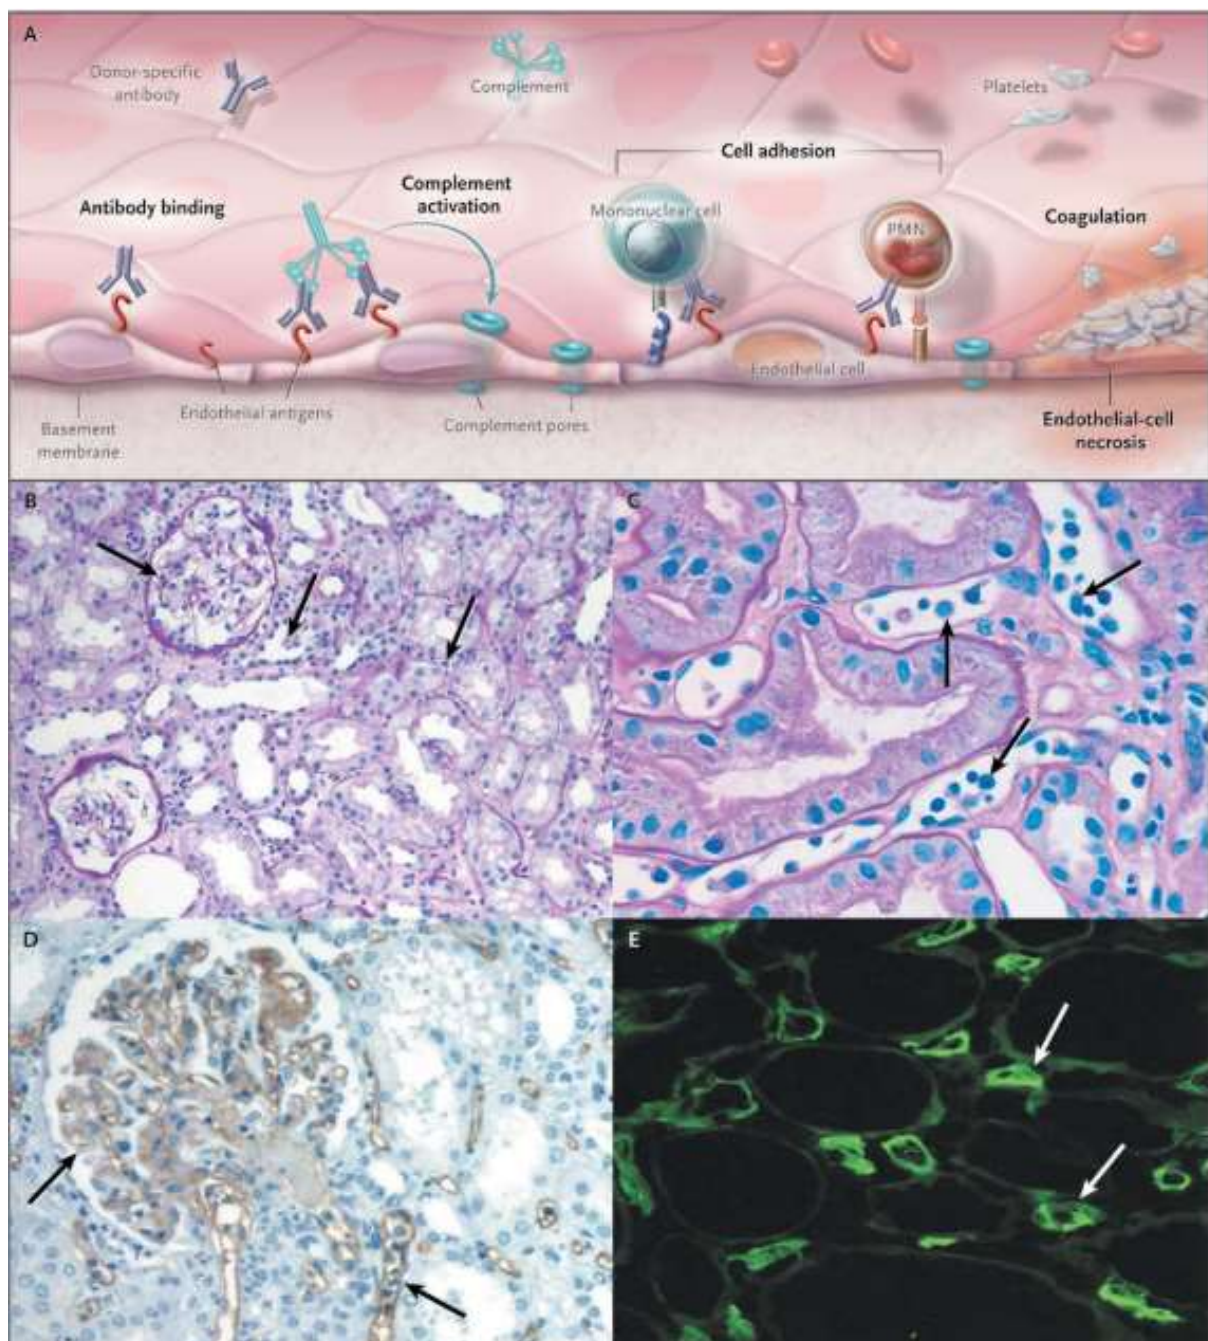 A
Donor-specific
antibody
Complement
Platelets
Cell adhesion
Complement
activation
Antibody binding
Mononuclear cell
PMN
Coagulation
Endothelial cell
Endothelial antigens
Complement pores
Basement
membrane
Endothelial-cell
necrosis
B
C
D
E